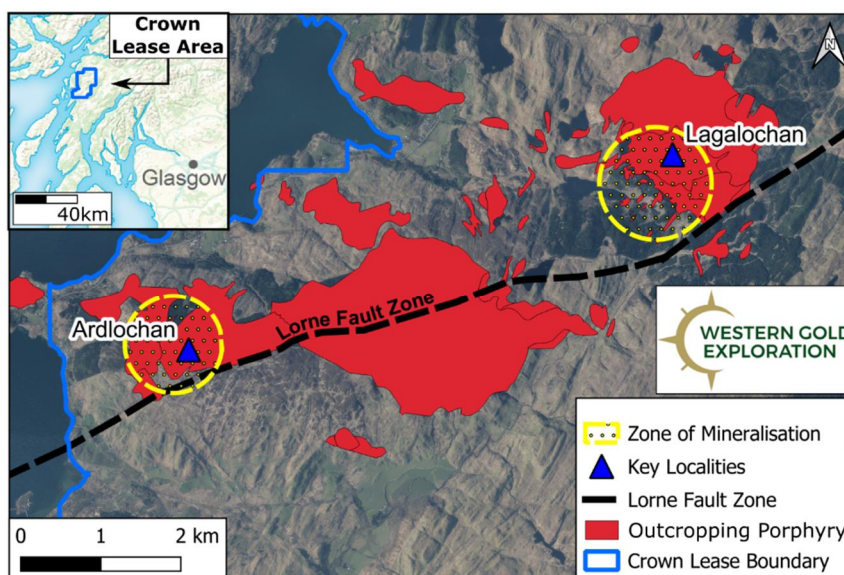 Crown
Lease Area
Glasgow
40km
N
Lagalochan
Ardlochan
Lorne Fault Zone
WESTERN GOLD
EXPLORATION
Zone of Mineralisation
Key Localities
Lorne Fault Zone
Outcropping Porphyry
Crown Lease Boundary
0 1 2 km